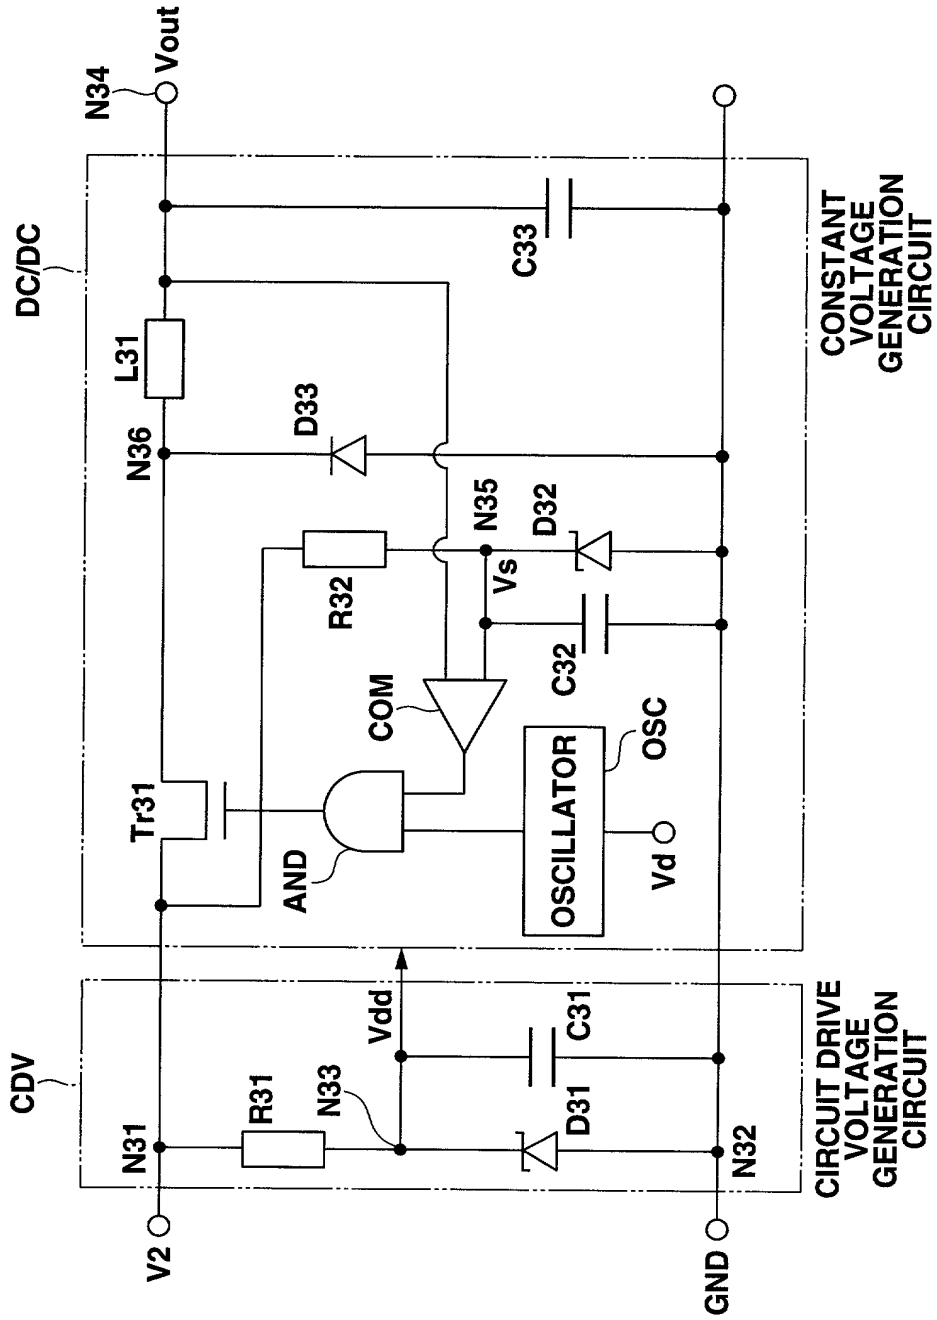 CDV
DC/DC
N34
Vout
V2
N31
R31
N33
Vdd
Tr31
N36
L31
AND
COM
R32
D33
N35
Vs
D32
C33
D31
C31
OSCILLATOR
OSC
C32
Vd
GND
N32
CIRCUIT DRIVE
VOLTAGE
GENERATION
CIRCUIT
CONSTANT
VOLTAGE
GENERATION
CIRCUIT